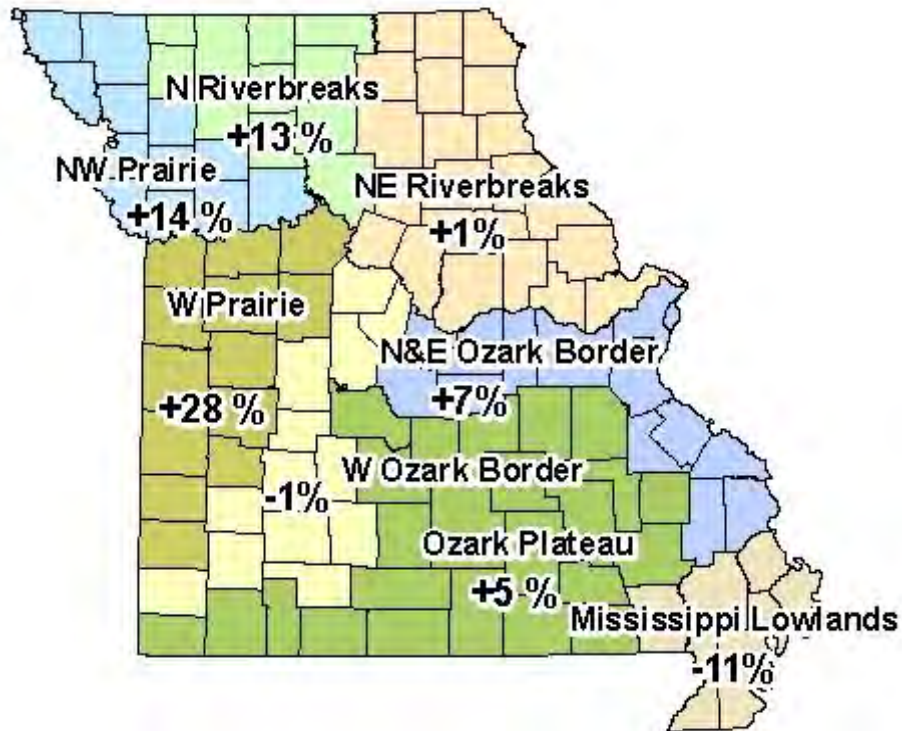 N Riverbreaks
+13 %
NW Prairie
+14 %
NE Riverbreaks
+1%
W Prairie
+28 %
N&E Ozark Border
+7%
W Ozark Border
-1%
Ozark Plateau
+5 %
Mississippi Lowlands
-11%